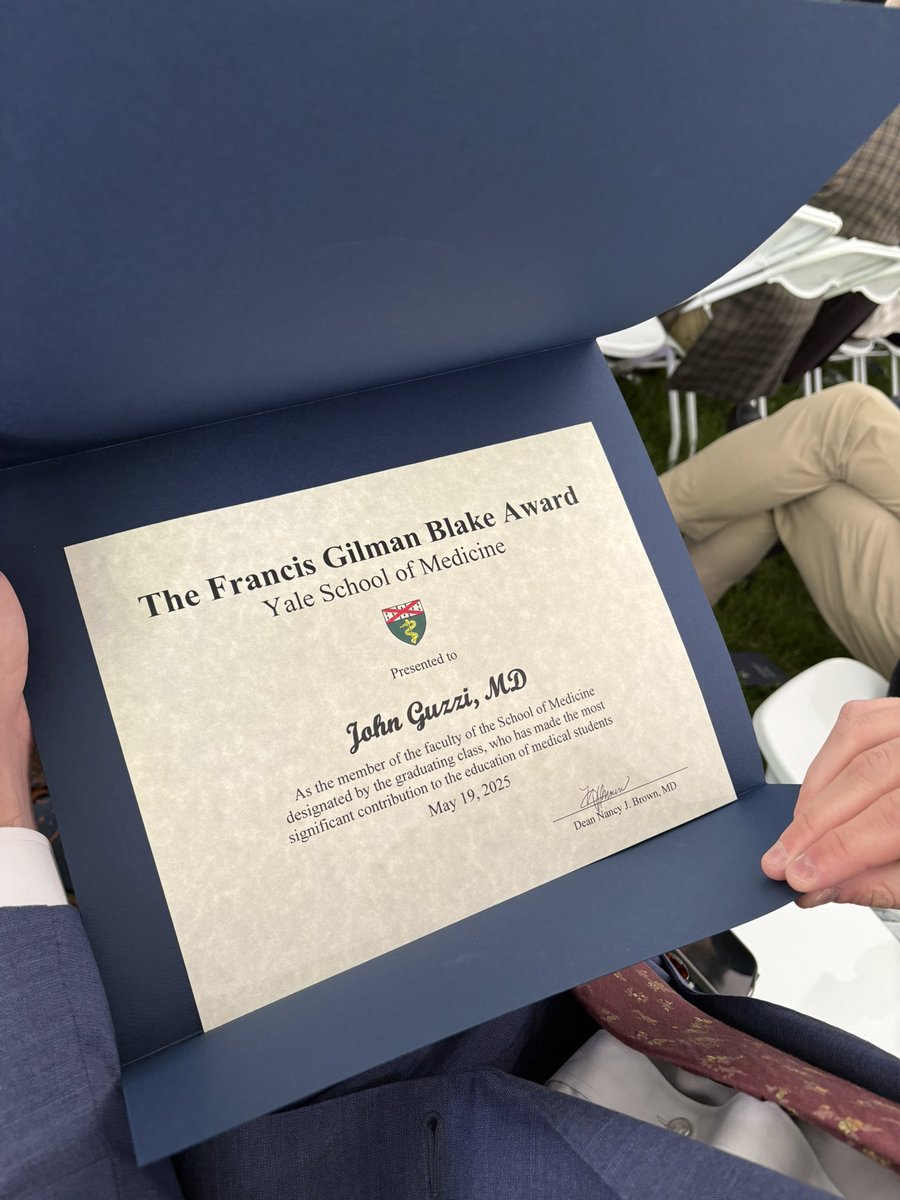 The Francis Gilman Blake Award
Yale School of Medicine
Presented to
John Guzzi, MD
As the member of the faculty of the School of Medicine
designated by the graduating class, who has made the most
significant contribution to the education of medical students
May 19, 2025
Dean Nancy J. Brown, MD